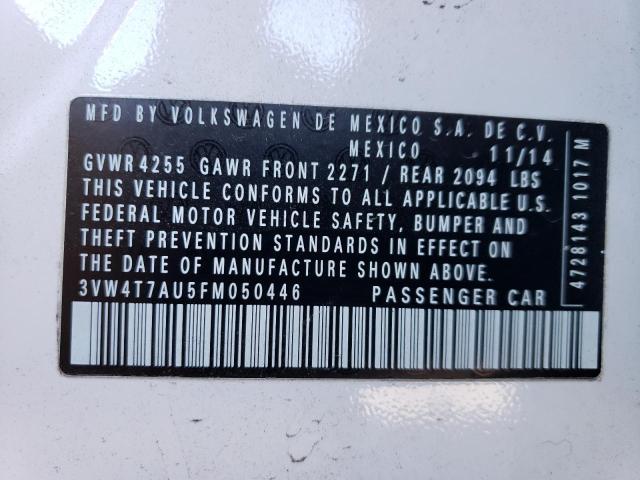 MFD BY VOLKSWAGEN DE MEXICO S.A. DE C.V.
MEXICO 11/14
GVWR 4255 GAWR FRONT 2271 / REAR 2094 LBS
THIS VEHICLE CONFORMS TO ALL APPLICABLE U.S.
FEDERAL MOTOR VEHICLE SAFETY, BUMPER AND
THEFT PREVENTION STANDARDS IN EFFECT ON
THE DATE OF MANUFACTURE SHOWN ABOVE.
3VW4T7AU5FM050446 PASSENGER CAR
4728143 1017 M